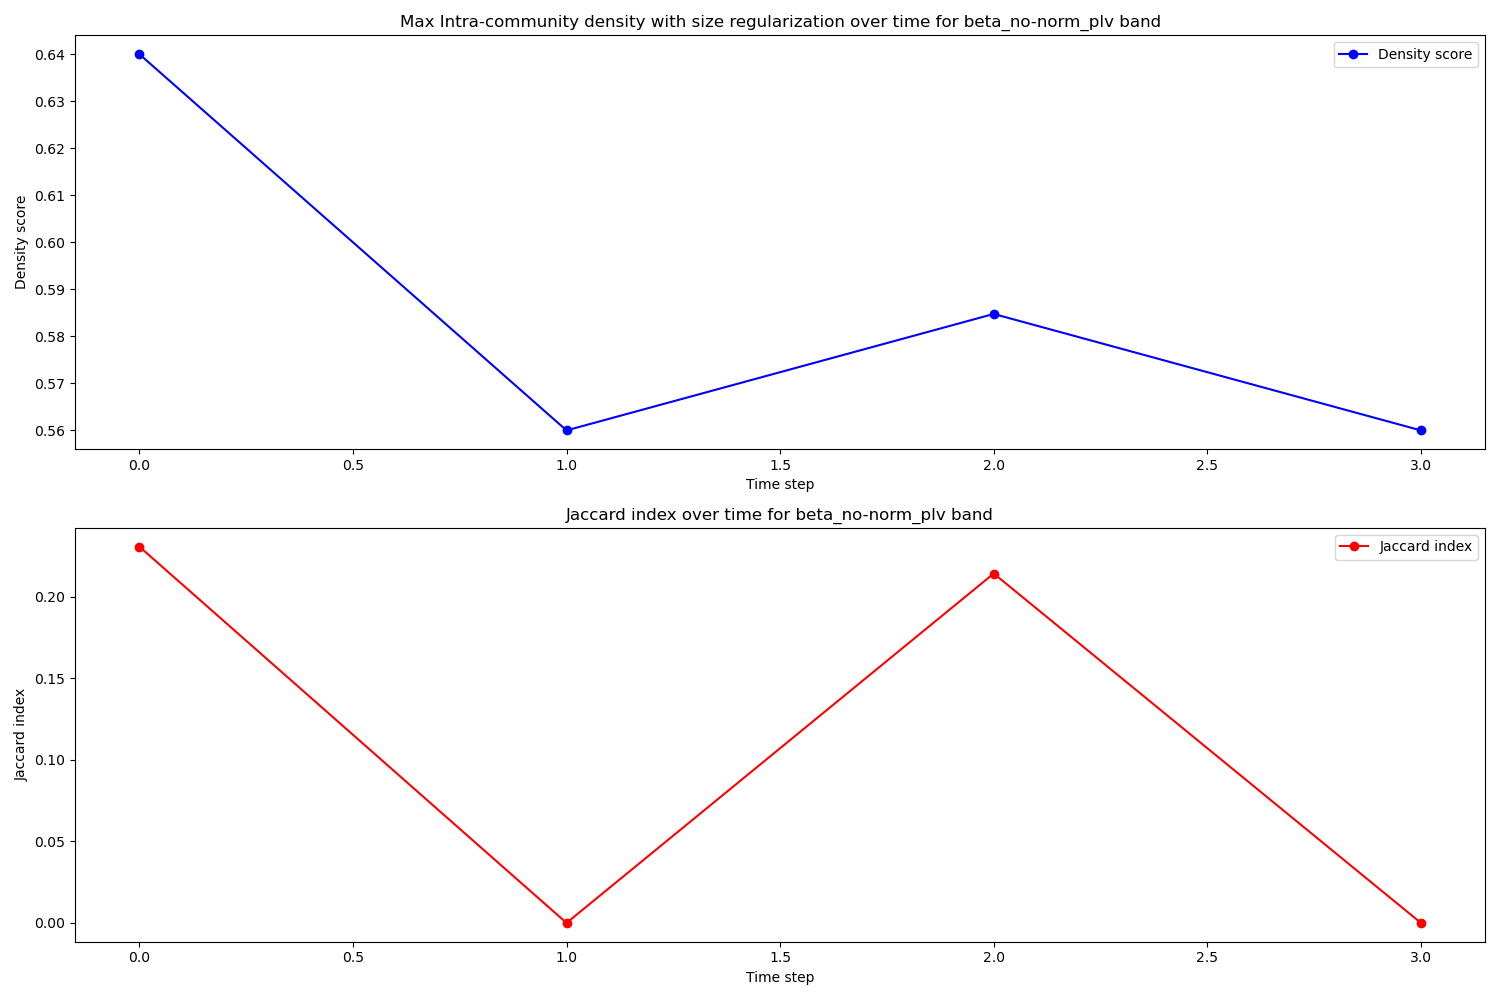 Max Intra-community density with size regularization over time for beta_no-norm_plv band
Density score
0.64
0.63
0.62
0.61
0.60
0.59
0.58
0.57
0.56
Density score
0.0 0.5 1.0 1.5 2.0 2.5 3.0
Time step
Jaccard index over time for beta_no-norm_plv band
Jaccard index
0.20
0.15
0.10
0.05
0.00
Jaccard index
0.0 0.5 1.0 1.5 2.0 2.5 3.0
Time step